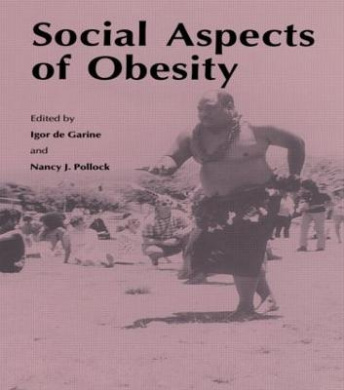 Social Aspects
of Obesity
Edited by
Igor de Garine
and
Nancy J. Pollock